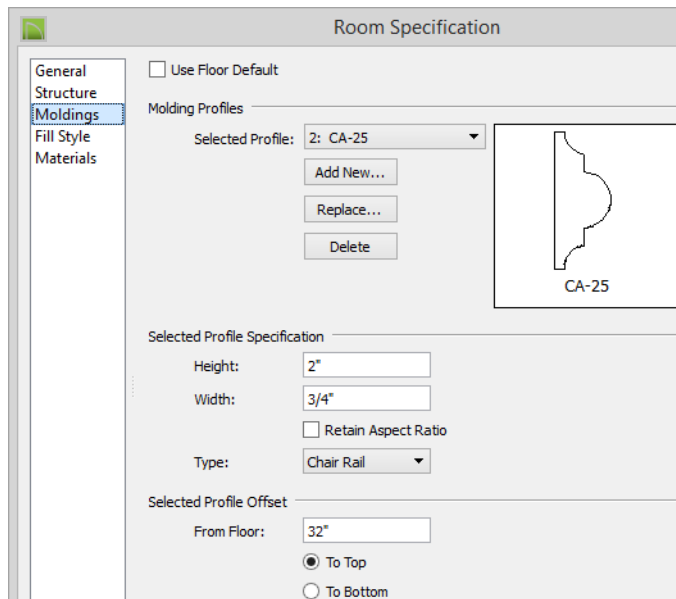 Room Specification
General
Structure
Moldings
Fill Style
Materials
Use Floor Default
Molding Profiles
Selected Profile: 2: CA-25
Add New...
Replace...
Delete
CA-25
Selected Profile Specification
Height: 2"
Width: 3/4"
Retain Aspect Ratio
Type: Chair Rail
Selected Profile Offset
From Floor: 32"
To Top
To Bottom